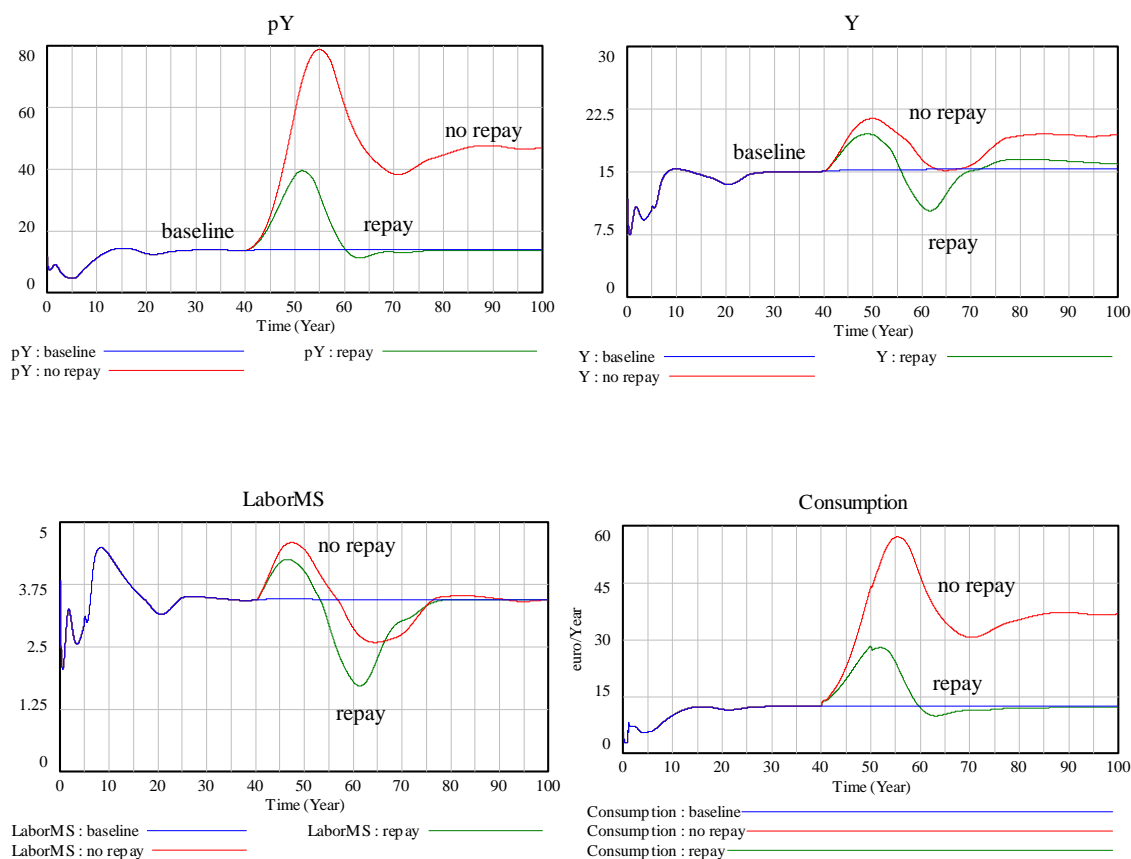 pY
80
60
40
20
0
no repay
baseline
repay
0 10 20 30 40 50 60 70 80 90 100
Time (Year)
pY : baseline
pY : repay
pY : no repay
Y
30
22.5
15
7.5
0
no repay
baseline
repay
0 10 20 30 40 50 60 70 80 90 100
Time (Year)
Y : baseline
Y : repay
Y : no repay
LaborMS
5
3.75
2.5
1.25
0
no repay
repay
0 10 20 30 40 50 60 70 80 90 100
Time (Year)
LaborMS : baseline
LaborMS : repay
LaborMS : no repay
Consumption
60
45
30
15
0
euro/Year
no repay
repay
0 10 20 30 40 50 60 70 80 90 100
Time (Year)
Consumption : baseline
Consumption : no repay
Consumption : repay